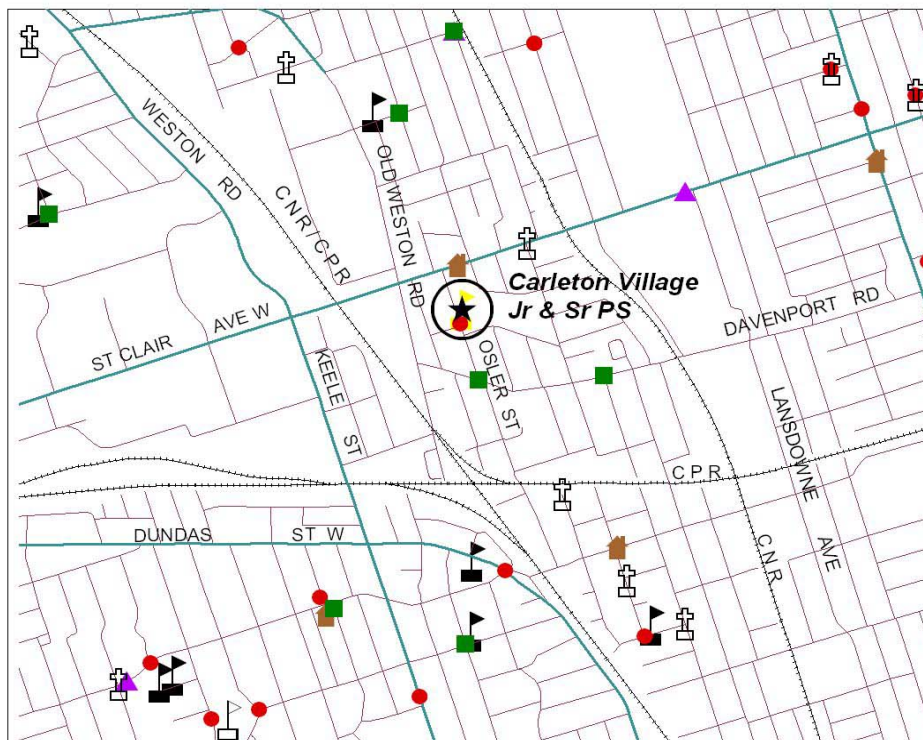 WESTON RD
OLD WESTON RD
C N R / C P R
Carleton Village
Jr & Sr PS
DAVENPORT RD
ST CLAIR AVE W
KEELE ST
OSLER ST
LANSDOWNE AVE
C P R
C N R
DUNDAS ST W